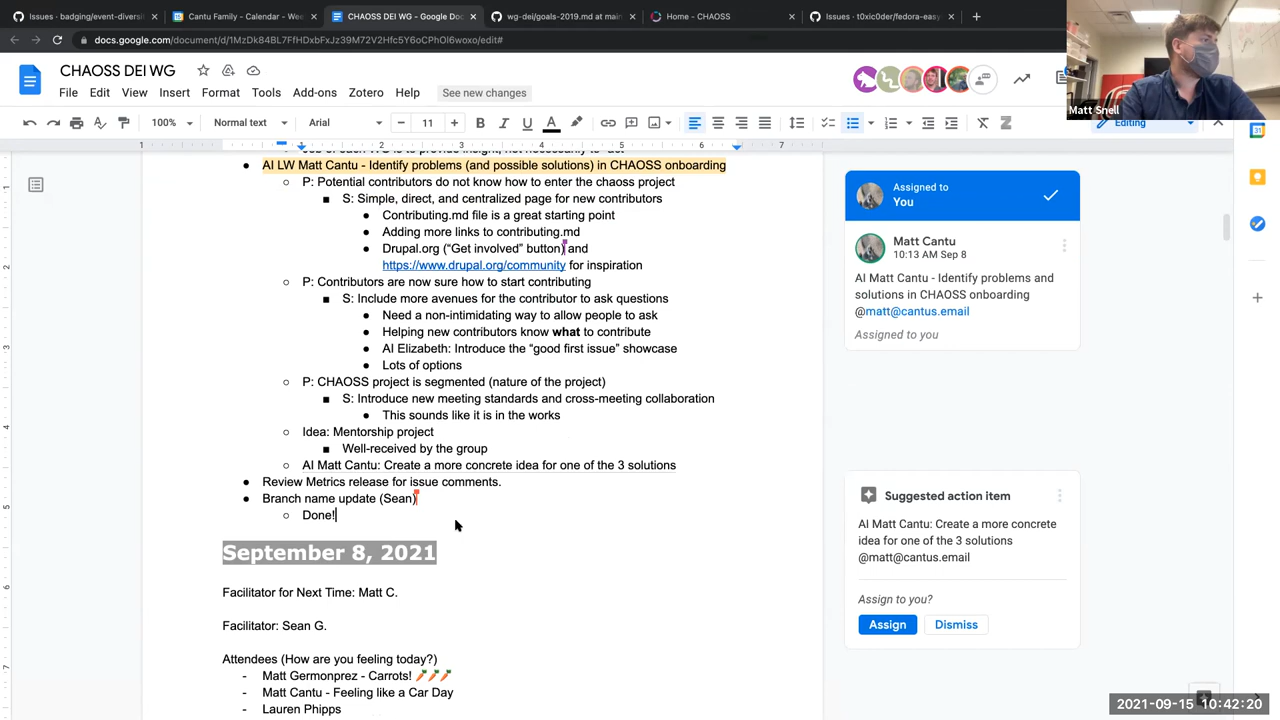 Issues · badging/event-diversi
Cantu Family - Calendar - Wee
CHAOSS DEI WG - Google Doc
wg-dei/goals-2019.md at main
Home - CHAOSS
Issues · t0xic0der/fedora-easy
docs.google.com/document/d/1MzDk84BL7FfHDxbFxJz39M72V2Hfc5Y6oCPhOl6woxo/edit#
CHAOSS DEI WG
File Edit View Insert Format Tools Add-ons Zotero Help See new changes
Matt Snell
100% Normal text Arial 11 Editing
1 1 2 3 4 5 6 7
AI LW Matt Cantu - Identify problems (and possible solutions) in CHAOSS onboarding
P: Potential contributors do not know how to enter the chaoss project
S: Simple, direct, and centralized page for new contributors
Contributing.md file is a great starting point
Adding more links to contributing.md
Drupal.org ("Get involved" button) and
https://www.drupal.org/community for inspiration
P: Contributors are now sure how to start contributing
S: Include more avenues for the contributor to ask questions
Need a non-intimidating way to allow people to ask
Helping new contributors know what to contribute
AI Elizabeth: Introduce the "good first issue" showcase
Lots of options
P: CHAOSS project is segmented (nature of the project)
S: Introduce new meeting standards and cross-meeting collaboration
This sounds like it is in the works
Idea: Mentorship project
Well-received by the group
AI Matt Cantu: Create a more concrete idea for one of the 3 solutions
Review Metrics release for issue comments.
Branch name update (Sean)
Done!
September 8, 2021
Facilitator for Next Time: Matt C.
Facilitator: Sean G.
Attendees (How are you feeling today?)
- Matt Germonprez - Carrots! 🥕🥕🥕
- Matt Cantu - Feeling like a Car Day
- Lauren Phipps
Assigned to
You
Matt Cantu
10:13 AM Sep 8
AI Matt Cantu - Identify problems and
solutions in CHAOSS onboarding
@matt@cantus.email
Assigned to you
Suggested action item
AI Matt Cantu: Create a more concrete
idea for one of the 3 solutions
@matt@cantus.email
Assign to you?
Assign Dismiss
2021-09-15 10:42:20